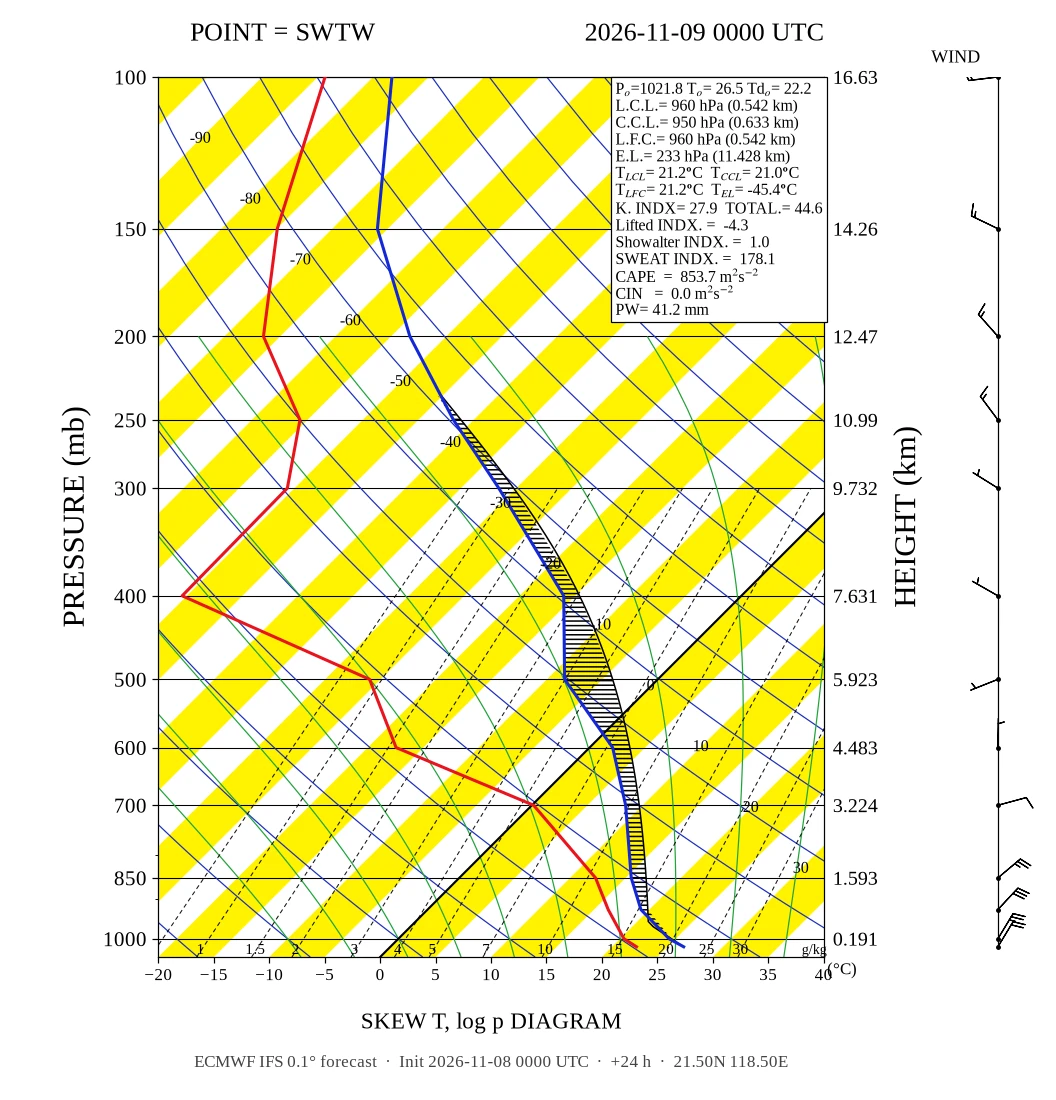 POINT = SWTW 2026-11-09 0000 UTC
WIND
100 16.63
150 14.26
200 12.47
250 10.99
300 9.732
400 7.631
500 5.923
600 4.483
700 3.224
850 1.593
1000 0.191
Pₒ=1021.8 Tₒ= 26.5 Tdₒ= 22.2
L.C.L.= 960 hPa (0.542 km)
C.C.L.= 950 hPa (0.633 km)
L.F.C.= 960 hPa (0.542 km)
E.L.= 233 hPa (11.428 km)
T_LCL= 21.2°C T_CCL= 21.0°C
T_LFC= 21.2°C T_EL= -45.4°C
K. INDX= 27.9 TOTAL.= 44.6
Lifted INDX. = -4.3
Showalter INDX. = 1.0
SWEAT INDX. = 178.1
CAPE = 853.7 m²s⁻²
CIN = 0.0 m²s⁻²
PW= 41.2 mm
-90
-80
-70
-60
-50
-40
-30
-20
-10
0
10
20
30
PRESSURE (mb)
HEIGHT (km)
1 1.5 2 3 4 5 7 10 15 20 25 30 g/kg
−20 −15 −10 −5 0 5 10 15 20 25 30 35 40 (°C)
SKEW T, log p DIAGRAM
ECMWF IFS 0.1° forecast · Init 2026-11-08 0000 UTC · +24 h · 21.50N 118.50E